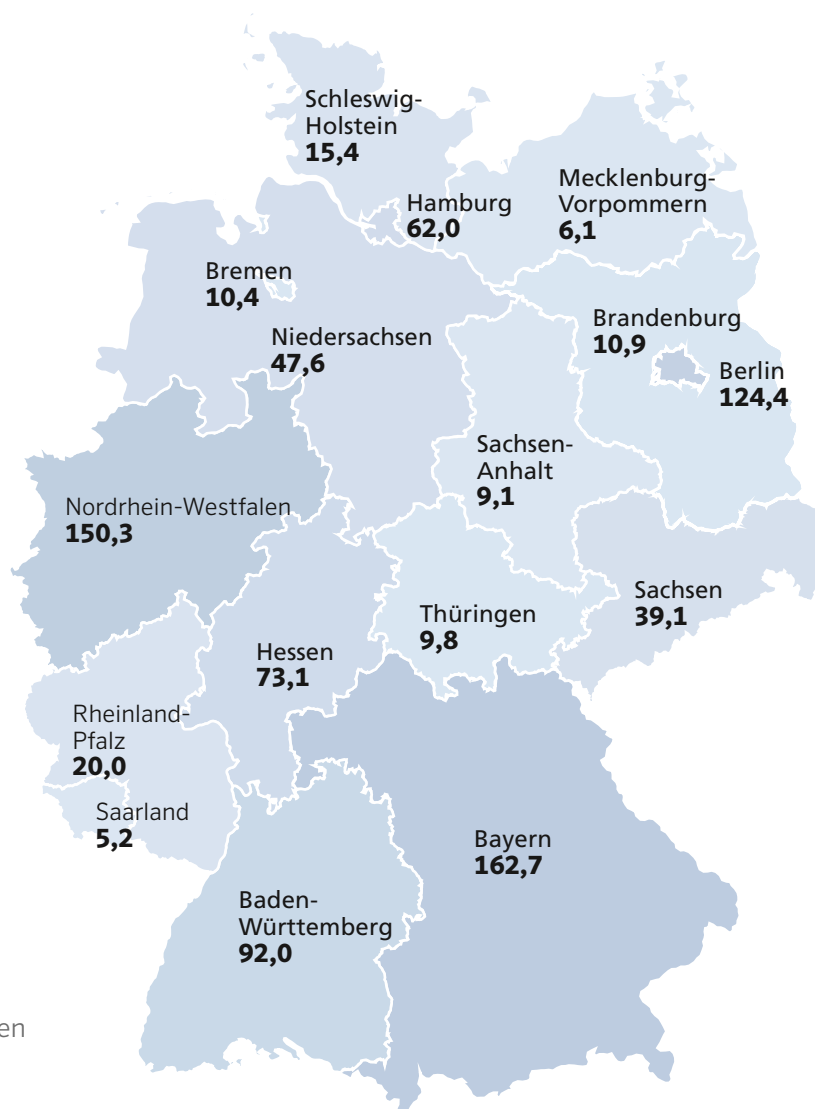 Schleswig-
Holstein
15,4
Hamburg
62,0
Mecklenburg-
Vorpommern
6,1
Bremen
10,4
Niedersachsen
47,6
Brandenburg
10,9
Berlin
124,4
Sachsen-
Anhalt
9,1
Nordrhein-Westfalen
150,3
Sachsen
39,1
Thüringen
9,8
Hessen
73,1
Rheinland-
Pfalz
20,0
Saarland
5,2
Bayern
162,7
Baden-
Württemberg
92,0
en